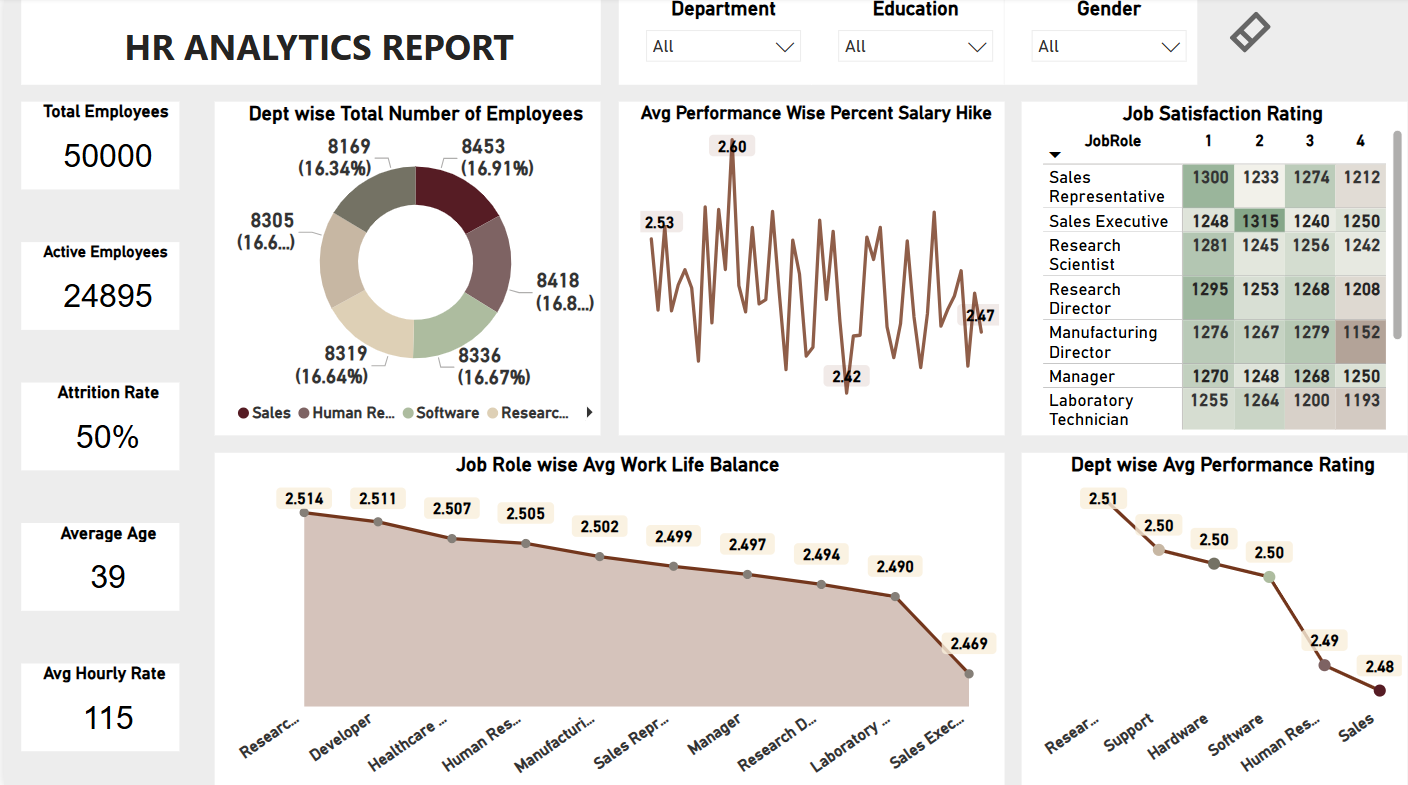 HR ANALYTICS REPORT
Department
Education
Gender
All
All
All
Total Employees
50000
Active Employees
24895
Attrition Rate
50%
Average Age
39
Avg Hourly Rate
115
Dept wise Total Number of Employees
8169
(16.34%)
8453
(16.91%)
8305
(16.6...)
8418
(16.8...)
8319
(16.64%)
8336
(16.67%)
Sales Human Re... Software Researc...
Avg Performance Wise Percent Salary Hike
2.60
2.53
2.47
2.42
Job Satisfaction Rating
JobRole 1 2 3 4
Sales
Representative 1300 1233 1274 1212
Sales Executive 1248 1315 1240 1250
Research
Scientist 1281 1245 1256 1242
Research
Director 1295 1253 1268 1208
Manufacturing
Director 1276 1267 1279 1152
Manager 1270 1248 1268 1250
Laboratory
Technician 1255 1264 1200 1193
Job Role wise Avg Work Life Balance
2.514 2.511 2.507 2.505 2.502 2.499 2.497 2.494 2.490 2.469
Researc... Developer Healthcare ... Human Res... Manufacturi... Sales Repr... Manager Research D... Laboratory ... Sales Exec...
Dept wise Avg Performance Rating
2.51 2.50 2.50 2.50 2.49 2.48
Resear... Support Hardware Software Human Res... Sales